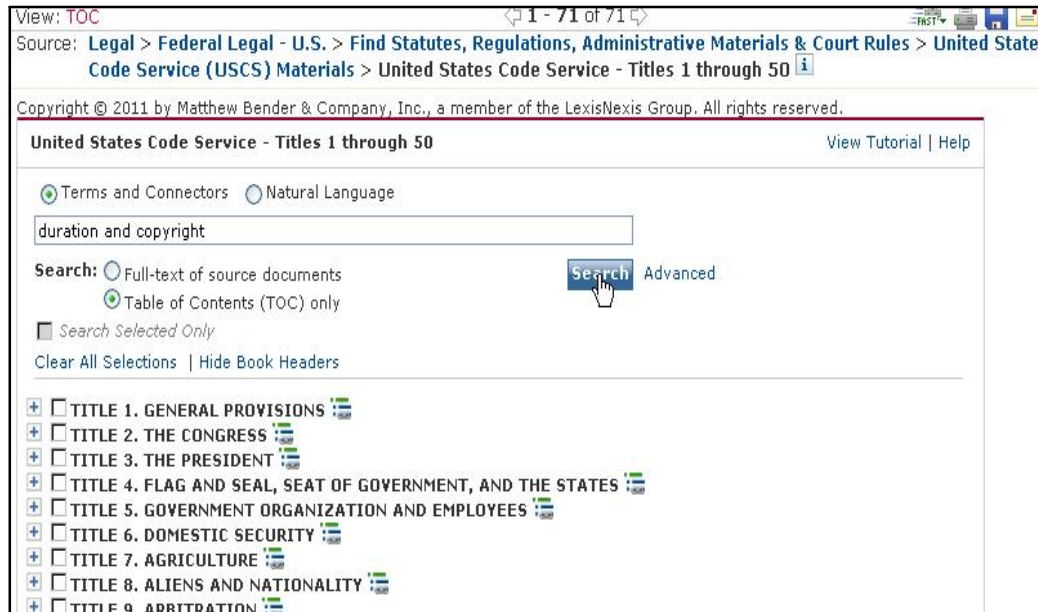 View: TOC 1 - 71 of 71 FAST
Source: Legal > Federal Legal - U.S. > Find Statutes, Regulations, Administrative Materials & Court Rules > United State
Code Service (USCS) Materials > United States Code Service - Titles 1 through 50 i
Copyright © 2011 by Matthew Bender & Company, Inc., a member of the LexisNexis Group. All rights reserved.
United States Code Service - Titles 1 through 50 View Tutorial | Help
Terms and Connectors Natural Language
duration and copyright
Search: Full-text of source documents Search Advanced
Table of Contents (TOC) only
Search Selected Only
Clear All Selections | Hide Book Headers
TITLE 1. GENERAL PROVISIONS
TITLE 2. THE CONGRESS
TITLE 3. THE PRESIDENT
TITLE 4. FLAG AND SEAL, SEAT OF GOVERNMENT, AND THE STATES
TITLE 5. GOVERNMENT ORGANIZATION AND EMPLOYEES
TITLE 6. DOMESTIC SECURITY
TITLE 7. AGRICULTURE
TITLE 8. ALIENS AND NATIONALITY
TITLE 9. ARBITRATION